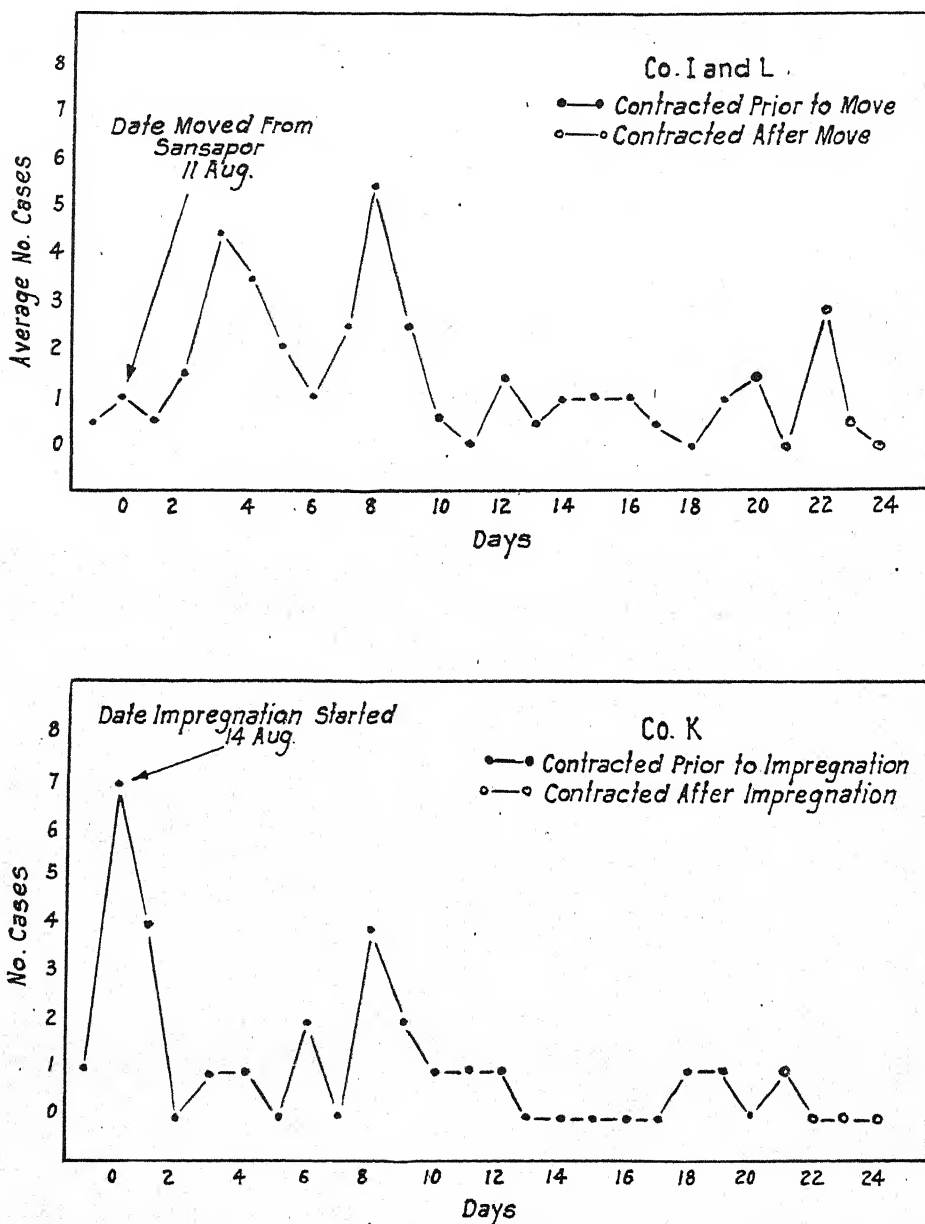 8
7
6
5
4
3
2
1
0
Average No. Cases
Date Moved From
Sansapor
11 Aug.
Co. I and L
Contracted Prior to Move
Contracted After Move
0 2 4 6 8 10 12 14 16 18 20 22 24
Days
8
7
6
5
4
3
2
1
0
No. Cases
Date Impregnation Started
14 Aug.
Co. K
Contracted Prior to Impregnation
Contracted After Impregnation
0 2 4 6 8 10 12 14 16 18 20 22 24
Days